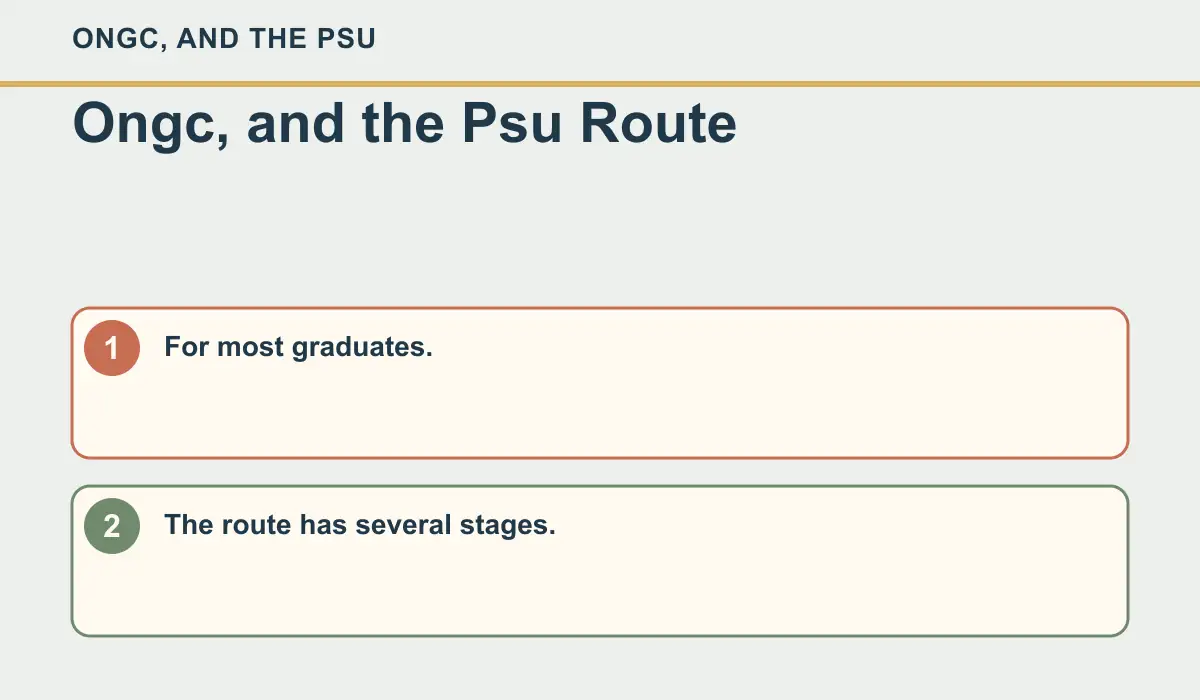 ONGC, AND THE PSU
Ongc, and the Psu Route
1
For most graduates.
2
The route has several stages.